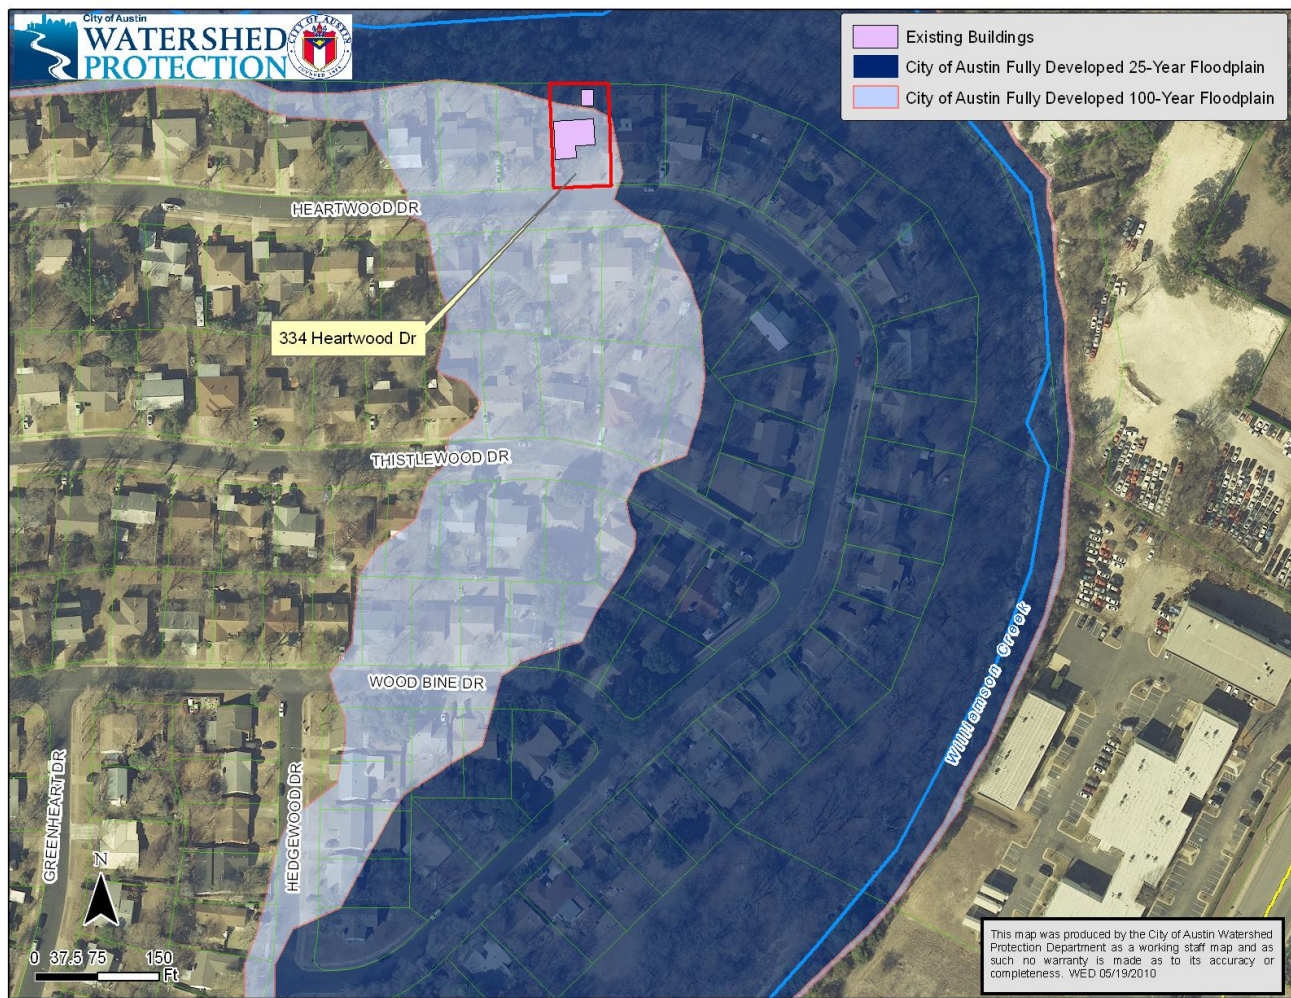 City of Austin
WATERSHED
PROTECTION
CITY OF AUSTIN
FOUNDED 1839
Existing Buildings
City of Austin Fully Developed 25-Year Floodplain
City of Austin Fully Developed 100-Year Floodplain
HEARTWOOD DR
334 Heartwood Dr
THISTLEWOOD DR
WOOD BINE DR
GREENHEART DR
HEDGEWOOD DR
Williamson Creek
N
0 37.5 75 150
Ft
This map was produced by the City of Austin Watershed
Protection Department as a working staff map and as
such no warranty is made as to its accuracy or
completeness. WED 05/19/2010